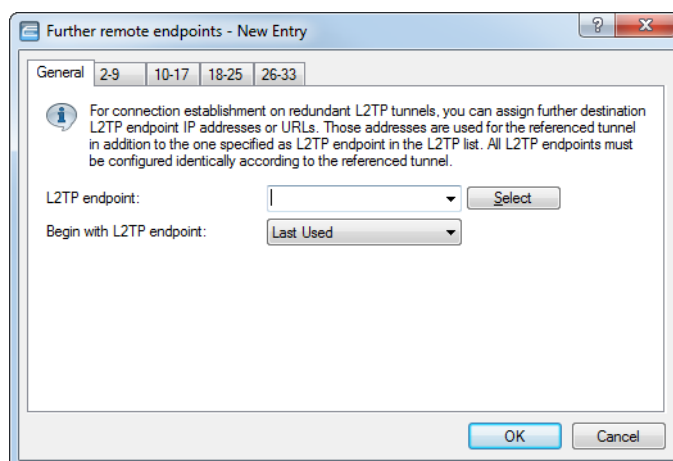 Further remote endpoints - New Entry
?
X
General 2-9 10-17 18-25 26-33
For connection establishment on redundant L2TP tunnels, you can assign further destination
L2TP endpoint IP addresses or URLs. Those addresses are used for the referenced tunnel
in addition to the one specified as L2TP endpoint in the L2TP list. All L2TP endpoints must
be configured identically according to the referenced tunnel.
L2TP endpoint: Select
Begin with L2TP endpoint: Last Used
OK Cancel